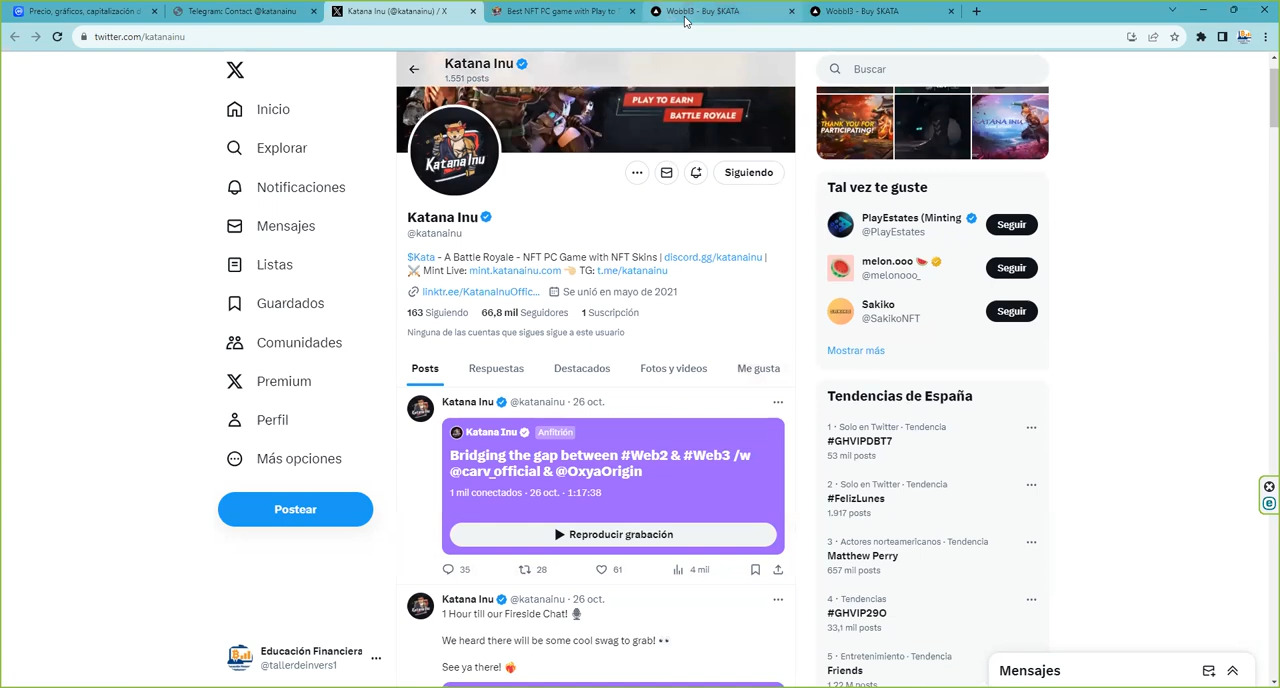 Precio, gráficos, capitalización d
Telegram: Contact @katanainu
Katana Inu (@katanainu) / X
Best NFT PC game with Play to
Wobbl3 - Buy $KATA
Wobbl3 - Buy $KATA
twitter.com/katanainu
Inicio
Explorar
Notificaciones
Mensajes
Listas
Guardados
Comunidades
Premium
Perfil
Más opciones
Postear
Educación Financiera
@tallerdeinvers1
Katana Inu
1.551 posts
PLAY TO EARN
BATTLE ROYALE
Katana Inu
Siguiendo
Katana Inu
@katanainu
$Kata - A Battle Royale - NFT PC Game with NFT Skins | discord.gg/katanainu |
⚔️ Mint Live: mint.katanainu.com 👈 TG: t.me/katanainu
linktr.ee/KatanaInuOffic... Se unió en mayo de 2021
163 Siguiendo 66,8 mil Seguidores 1 Suscripción
Ninguna de las cuentas que sigues sigue a este usuario
Posts Respuestas Destacados Fotos y videos Me gusta
Katana Inu @katanainu · 26 oct.
Katana Inu Anfitrión
Bridging the gap between #Web2 & #Web3 /w
@carv_official & @OxyaOrigin
1 mil conectados · 26 oct. · 1:17:38
Reproducir grabación
35 28 61 4 mil
Katana Inu @katanainu · 26 oct.
1 Hour till our Fireside Chat! 🎙️
We heard there will be some cool swag to grab! 👀
See ya there! 🎁
Buscar
THANK YOU FOR
PARTICIPATING!
KATANA INU
Tal vez te guste
PlayEstates (Minting
@PlayEstates
Seguir
melon.ooo 🍉
@melonooo_
Seguir
Sakiko
@SakikoNFT
Seguir
Mostrar más
Tendencias de España
1 · Solo en Twitter · Tendencia
#GHVIPDBT7
53 mil posts
2 · Solo en Twitter · Tendencia
#FelizLunes
1.917 posts
3 · Actores norteamericanos · Tendencia
Matthew Perry
657 mil posts
4 · Tendencias
#GHVIP29O
33,1 mil posts
5 · Entretenimiento · Tendencia
Friends
1,22 M posts
Mensajes